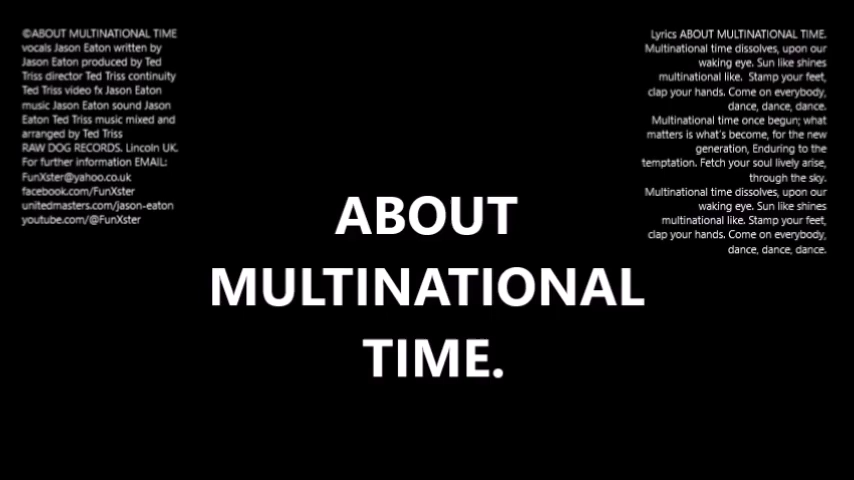 ©ABOUT MULTINATIONAL TIME
vocals Jason Eaton written by
Jason Eaton produced by Ted
Triss director Ted Triss continuity
Ted Triss video fx Jason Eaton
music Jason Eaton sound Jason
Eaton Ted Triss music mixed and
arranged by Ted Triss
RAW DOG RECORDS. Lincoln UK.
For further information EMAIL:
FunXster@yahoo.co.uk
facebook.com/FunXster
unitedmasters.com/jason-eaton
youtube.com/@FunXster
ABOUT
MULTINATIONAL
TIME.
Lyrics ABOUT MULTINATIONAL TIME.
Multinational time dissolves, upon our
waking eye. Sun like shines
multinational like. Stamp your feet,
clap your hands. Come on everybody,
dance, dance, dance.
Multinational time once begun; what
matters is what's become, for the new
generation, Enduring to the
temptation. Fetch your soul lively arise,
through the sky.
Multinational time dissolves, upon our
waking eye. Sun like shines
multinational like. Stamp your feet,
clap your hands. Come on everybody,
dance, dance, dance.